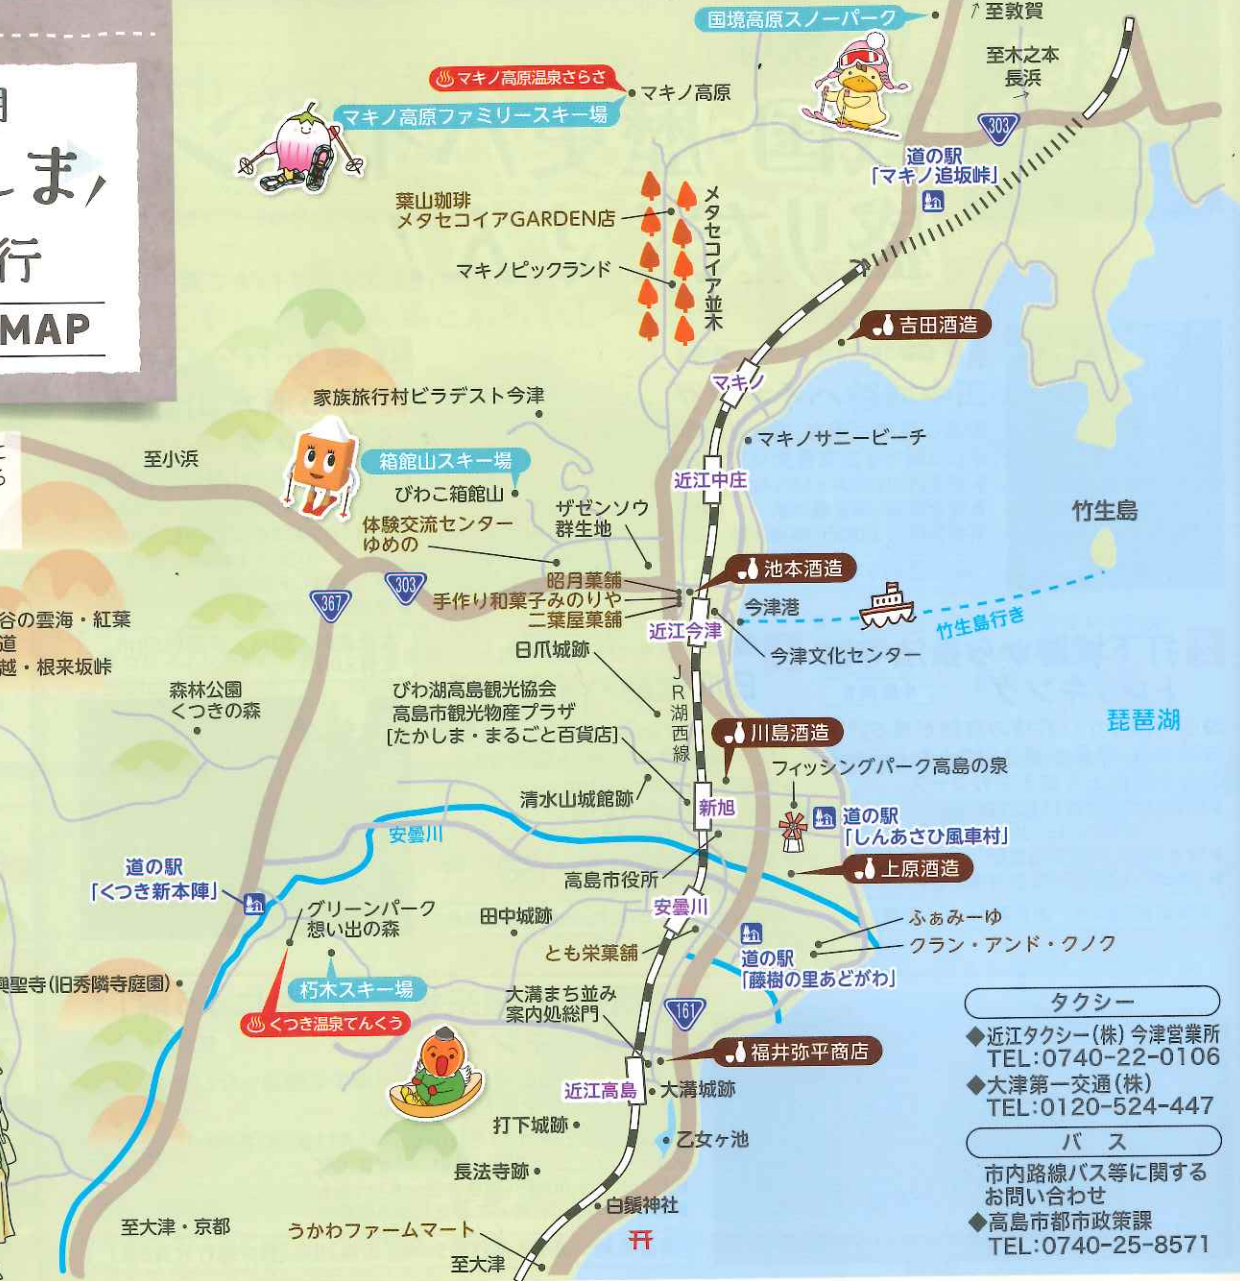 しま
行
MAP
国境高原スノーパーク
至敦賀
至木之本
長浜
マキノ高原温泉さらさ
マキノ高原
マキノ高原ファミリースキー場
303
道の駅
「マキノ追坂峠」
葉山珈琲
メタセコイアGARDEN店
メタセコイア並木
マキノピックランド
吉田酒造
マキノ
家族旅行村ビラデスト今津
マキノサニービーチ
至小浜
箱館山スキー場
近江中庄
びわこ箱館山
ザゼンソウ
群生地
竹生島
体験交流センター
ゆめの
池本酒造
303
367
昭月菓舗
手作り和菓子みのりや
二葉屋菓舗
今津港
近江今津
竹生島行き
谷の雲海・紅葉
道
越・根来坂峠
日爪城跡
今津文化センター
JR湖西線
森林公園
くつきの森
びわ湖高島観光協会
高島市観光物産プラザ
[たかしま・まるごと百貨店]
琵琶湖
川島酒造
フィッシングパーク高島の泉
清水山城館跡
新旭
道の駅
「しんあさひ風車村」
安曇川
高島市役所
上原酒造
道の駅
「くつき新本陣」
グリーンパーク
想い出の森
田中城跡
安曇川
ふぁみーゆ
クラン・アンド・クノク
とも栄菓舗
道の駅
「藤樹の里あどがわ」
興聖寺(旧秀隣寺庭園)
朽木スキー場
くつき温泉てんくう
大溝まち並み
案内処総門
161
福井弥平商店
近江高島
大溝城跡
打下城跡
乙女ヶ池
長法寺跡
白鬚神社
至大津・京都
うかわファームマート
至大津
タクシー
◆近江タクシー(株) 今津営業所
TEL:0740-22-0106
◆大津第一交通(株)
TEL:0120-524-447
バス
市内路線バス等に関する
お問い合わせ
◆高島市都市政策課
TEL:0740-25-8571